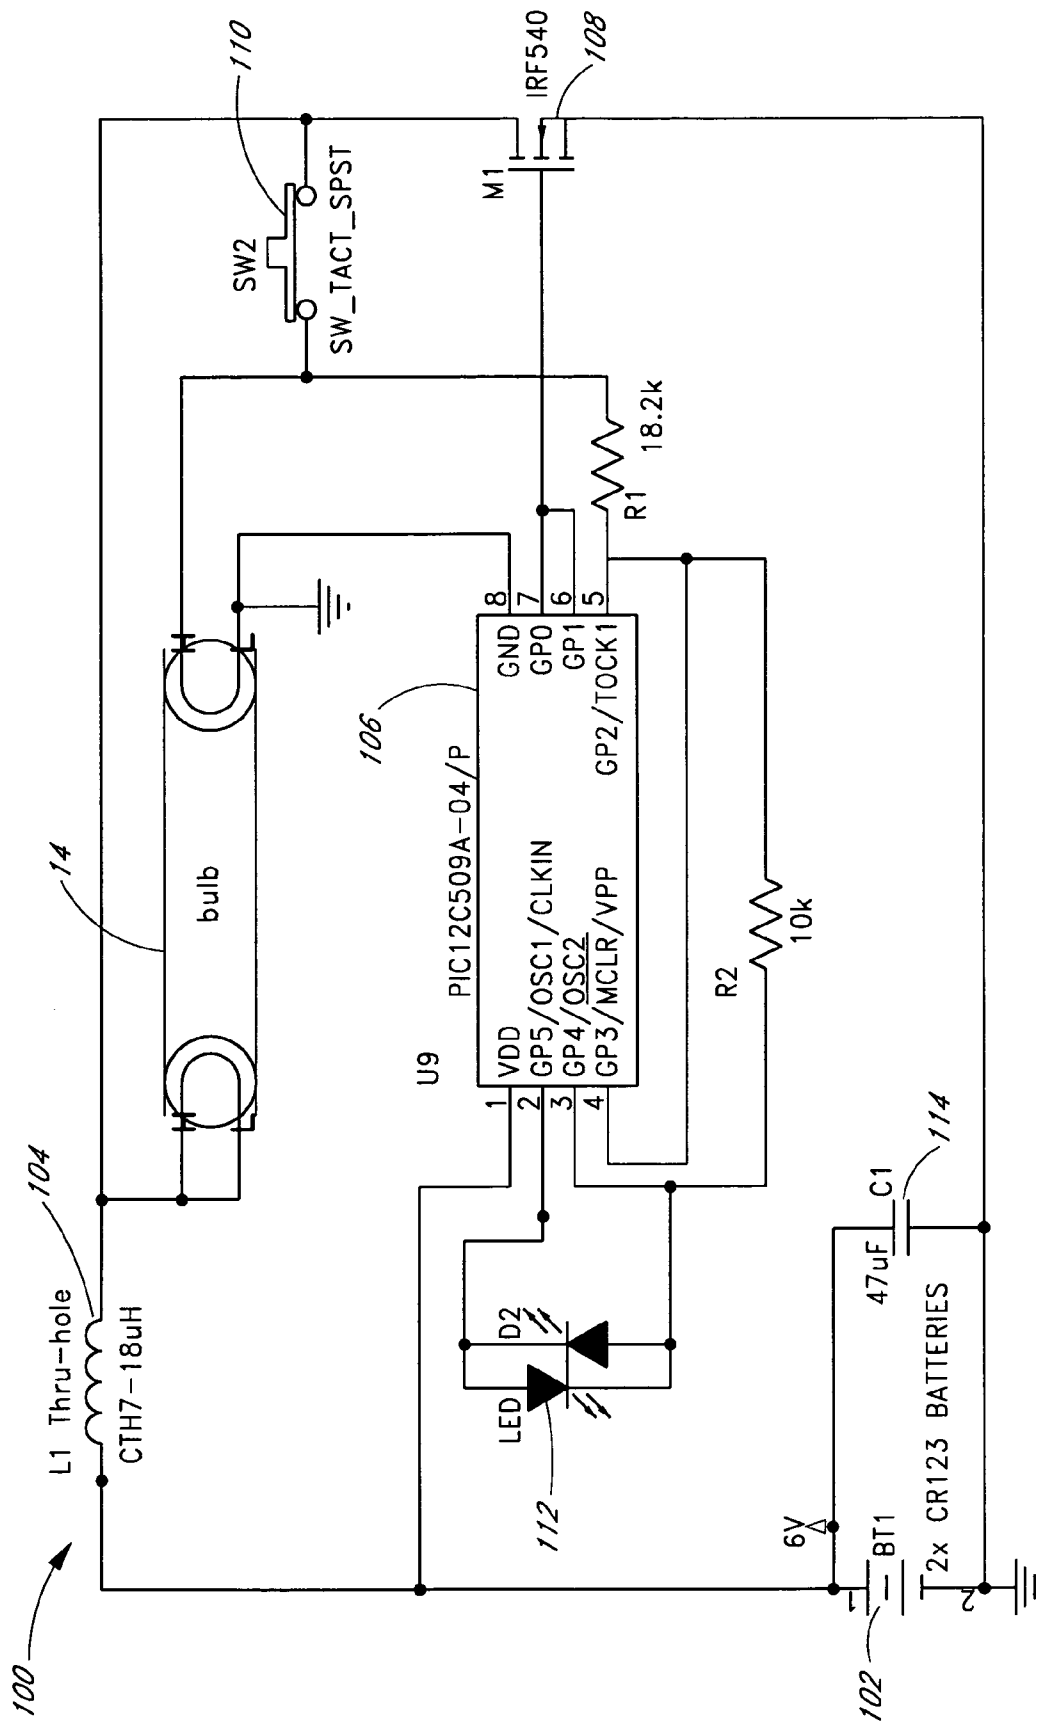 100
L1 Thru-hole
CTH7-18uH
104
14
bulb
110
SW2
SW_TACT_SPST
U9
PIC12C509A-04/P
106
1 VDD
2 GP5/OSC1/CLKIN
3 GP4/OSC2
4 GP3/MCLR/VPP
GND 8
GP0 7
GP1 6
GP2/TOCK1 5
M1
IRF540
108
R1
18.2k
R2
10k
LED
D2
112
6V
BT1
1
2
102
2x CR123 BATTERIES
47uF
C1
114